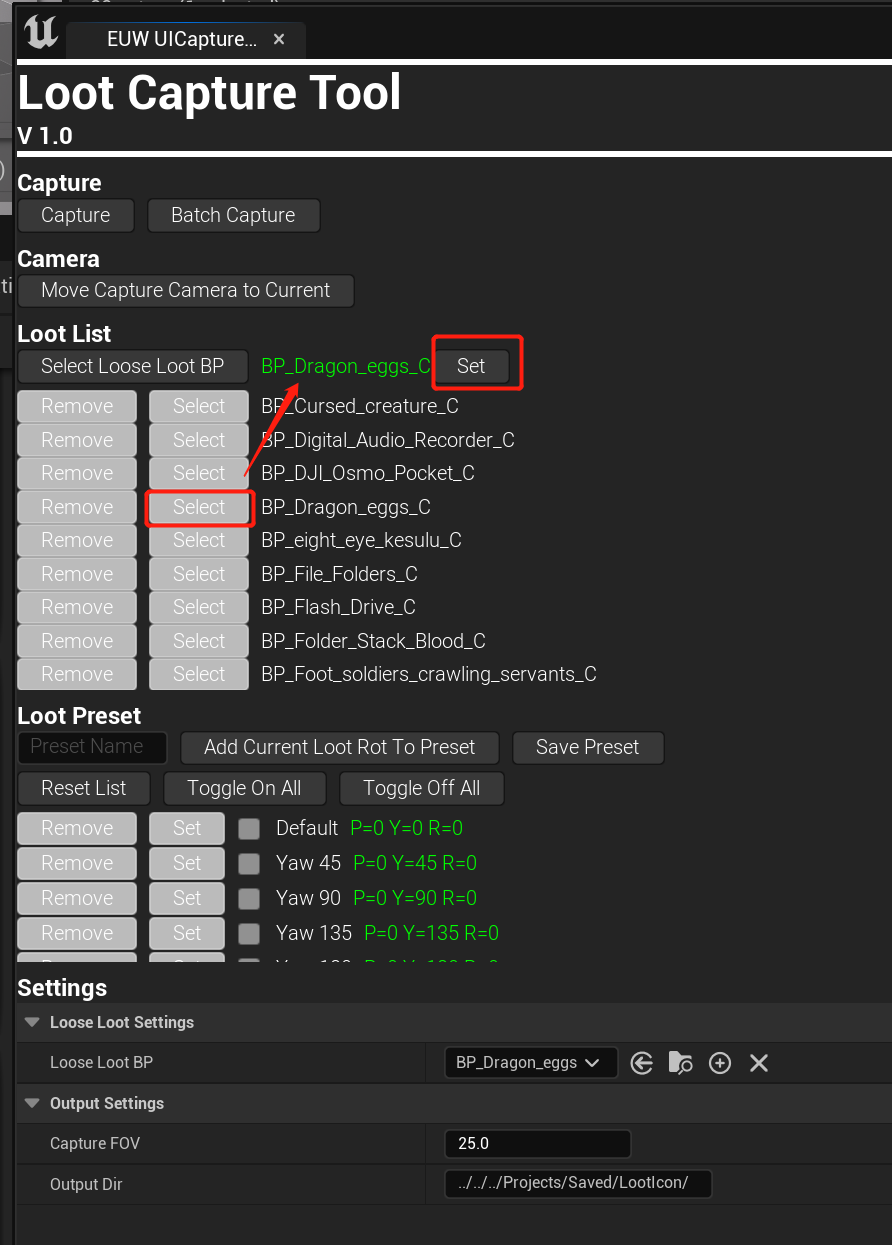 EUW UICapture... ×
Loot Capture Tool
V 1.0
Capture
Capture Batch Capture
Camera
Move Capture Camera to Current
Loot List
Select Loose Loot BP BP_Dragon_eggs_C Set
Remove Select BP_Cursed_creature_C
Remove Select BP_Digital_Audio_Recorder_C
Remove Select BP_DJI_Osmo_Pocket_C
Remove Select BP_Dragon_eggs_C
Remove Select BP_eight_eye_kesulu_C
Remove Select BP_File_Folders_C
Remove Select BP_Flash_Drive_C
Remove Select BP_Folder_Stack_Blood_C
Remove Select BP_Foot_soldiers_crawling_servants_C
Loot Preset
Preset Name Add Current Loot Rot To Preset Save Preset
Reset List Toggle On All Toggle Off All
Remove Set Default P=0 Y=0 R=0
Remove Set Yaw 45 P=0 Y=45 R=0
Remove Set Yaw 90 P=0 Y=90 R=0
Remove Set Yaw 135 P=0 Y=135 R=0
Settings
Loose Loot Settings
Loose Loot BP BP_Dragon_eggs
Output Settings
Capture FOV 25.0
Output Dir ../../../Projects/Saved/LootIcon/